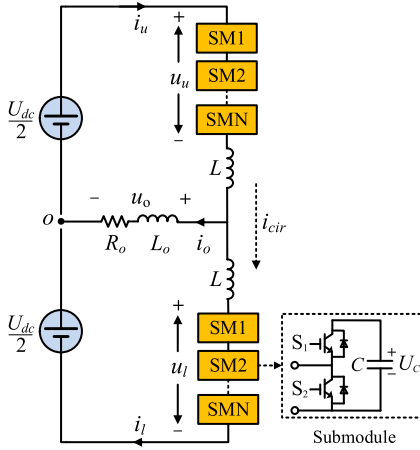 +
i_u
SM1
SM2
SMN
u_u
−
U_dc/2
L
− u_o +
o
R_o L_o i_o
i_cir
L
U_dc/2
+
SM1
SM2
SMN
u_l
−
i_l
S_1
S_2
C + − U_C
Submodule